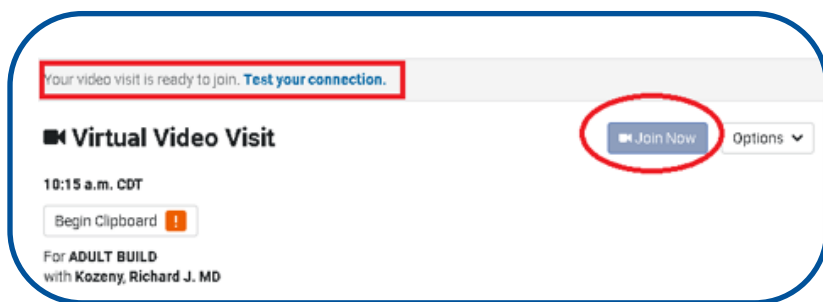 Your video visit is ready to join. Test your connection.
Virtual Video Visit
Join Now
Options
10:15 a.m. CDT
Begin Clipboard !
For ADULT BUILD
with Kozeny, Richard J. MD